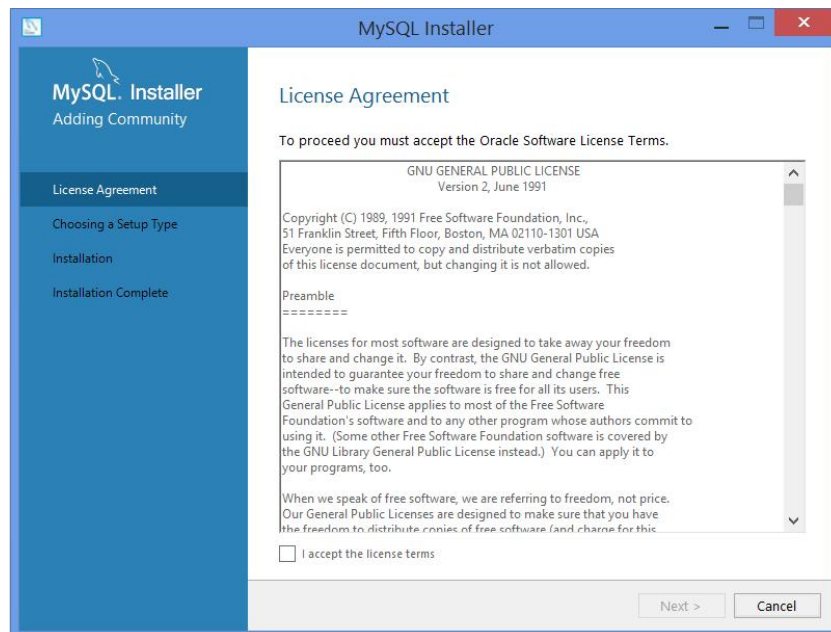 MySQL Installer
MySQL. Installer
Adding Community
License Agreement
Choosing a Setup Type
Installation
Installation Complete
License Agreement
To proceed you must accept the Oracle Software License Terms.
GNU GENERAL PUBLIC LICENSE
Version 2, June 1991
Copyright (C) 1989, 1991 Free Software Foundation, Inc.,
51 Franklin Street, Fifth Floor, Boston, MA 02110-1301 USA
Everyone is permitted to copy and distribute verbatim copies
of this license document, but changing it is not allowed.
Preamble
========
The licenses for most software are designed to take away your freedom
to share and change it.  By contrast, the GNU General Public License is
intended to guarantee your freedom to share and change free
software--to make sure the software is free for all its users.  This
General Public License applies to most of the Free Software
Foundation's software and to any other program whose authors commit to
using it.  (Some other Free Software Foundation software is covered by
the GNU Library General Public License instead.)  You can apply it to
your programs, too.
When we speak of free software, we are referring to freedom, not price.
Our General Public Licenses are designed to make sure that you have
the freedom to distribute copies of free software (and charge for this
I accept the license terms
Next >
Cancel